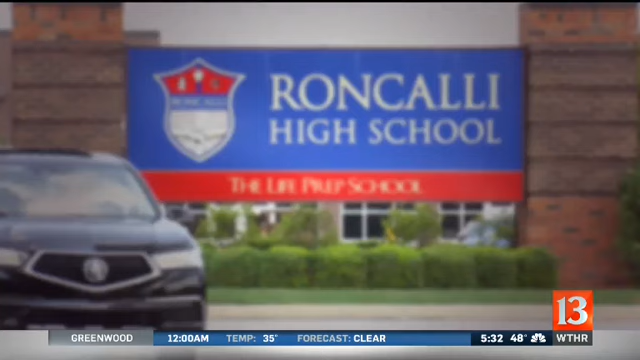 RONCALLI
RONCALLI
HIGH SCHOOL
THE LIFE PREP SCHOOL
13
GREENWOOD 12:00AM TEMP: 35° FORECAST: CLEAR 5:32 48° WTHR